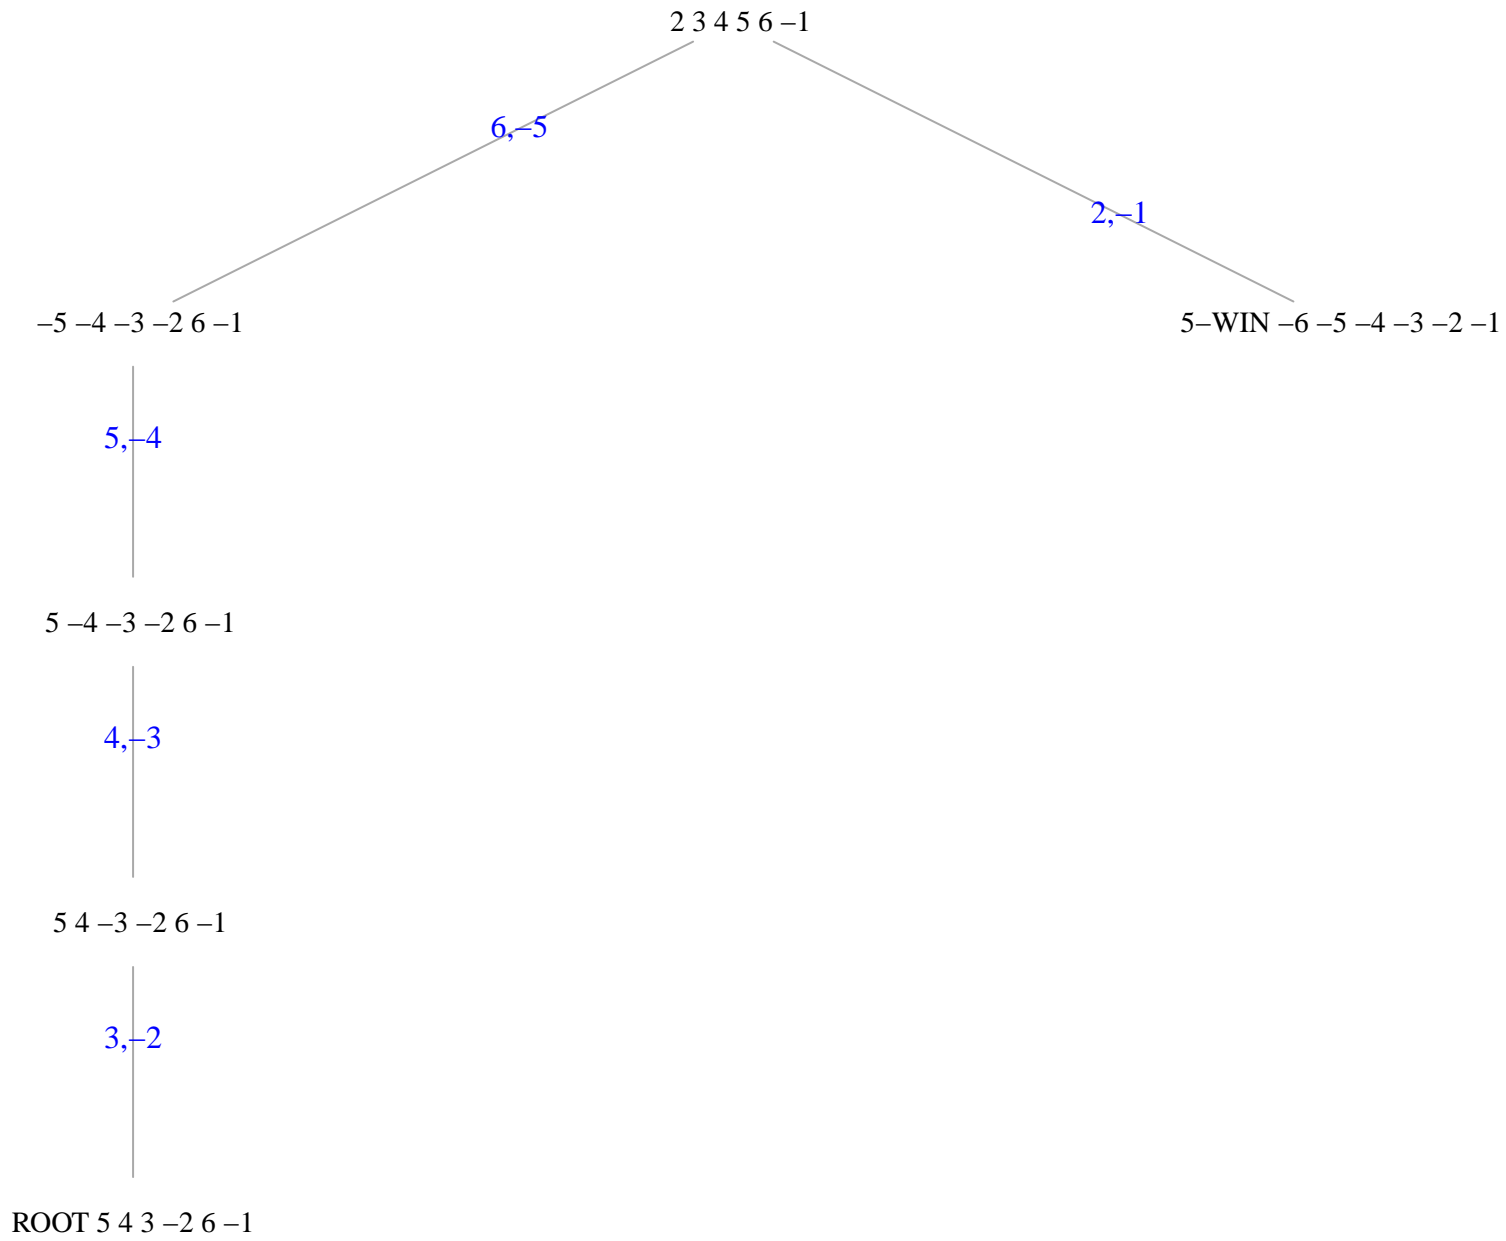 2 3 4 5 6 –1
6,–5
2,–1
–5 –4 –3 –2 6 –1
5–WIN –6 –5 –4 –3 –2 –1
5,–4
5 –4 –3 –2 6 –1
4,–3
5 4 –3 –2 6 –1
3,–2
ROOT 5 4 3 –2 6 –1